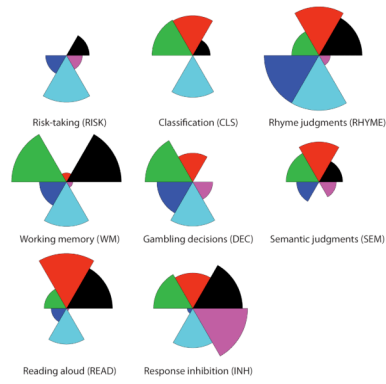 Risk-taking (RISK)
Classification (CLS)
Rhyme judgments (RHYME)
Working memory (WM)
Gambling decisions (DEC)
Semantic judgments (SEM)
Reading aloud (READ)
Response inhibition (INH)